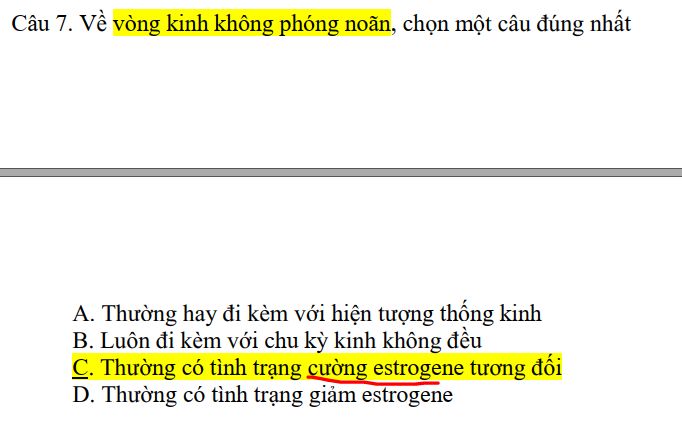 Câu 7. Về vòng kinh không phóng noãn, chọn một câu đúng nhất
A. Thường hay đi kèm với hiện tượng thống kinh
B. Luôn đi kèm với chu kỳ kinh không đều
C. Thường có tình trạng cường estrogene tương đối
D. Thường có tình trạng giảm estrogene